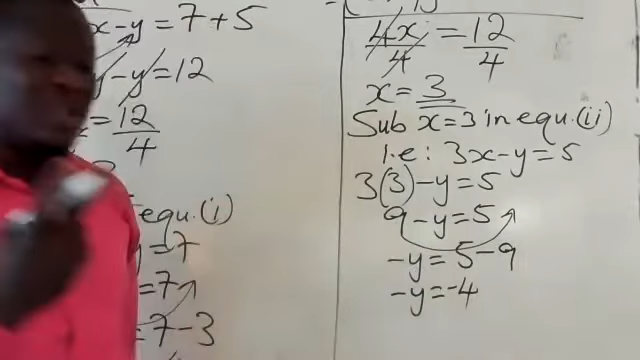 x-y=7+5
y-y=12
=12/4
equ.(i)
y=7
=7
=7-3
4x/4=12/4
x=3
Sub x=3 in equ.(ii)
i.e: 3x-y=5
3(3)-y=5
9-y=5
-y=5-9
-y=-4